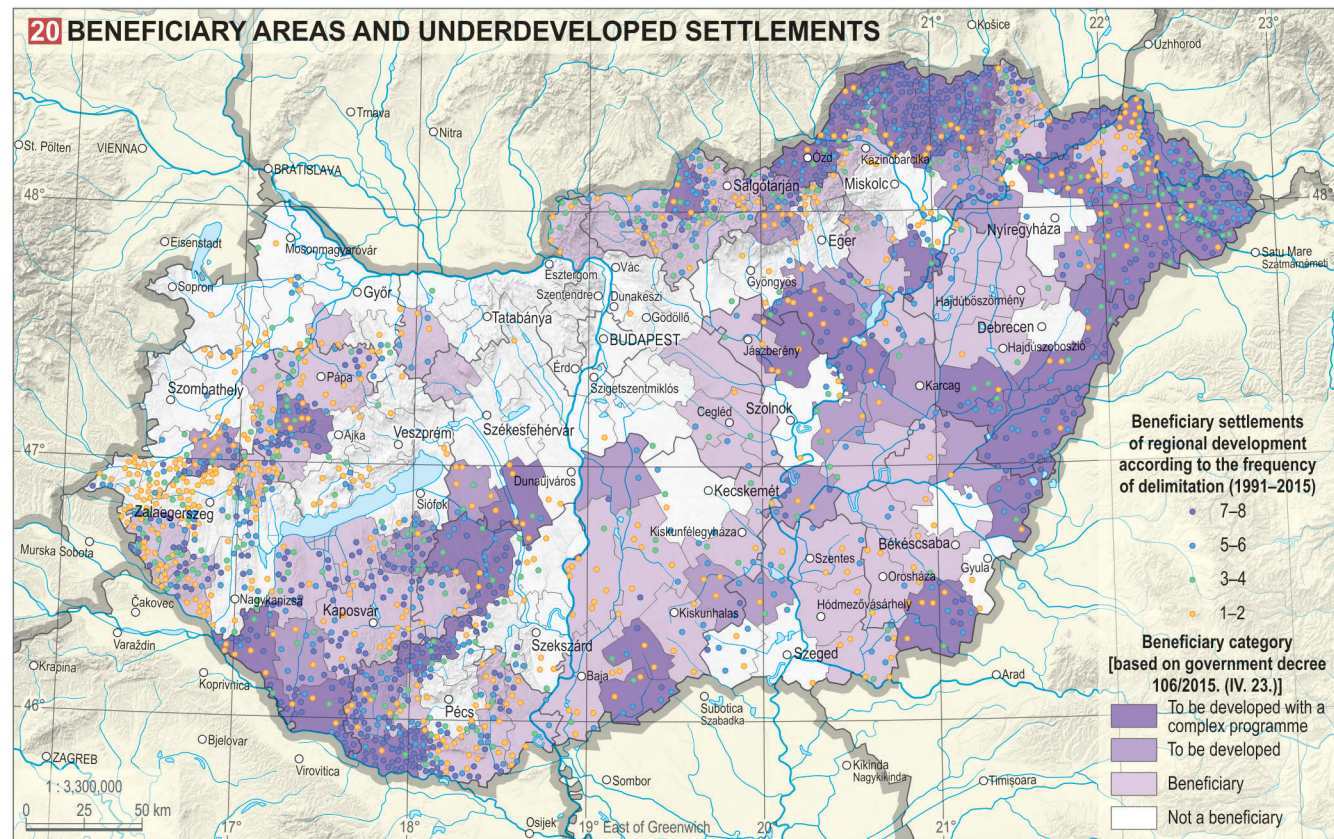 20 BENEFICIARY AREAS AND UNDERDEVELOPED SETTLEMENTS
21°
22°
23°
Košice
Uzhhorod
Trnava
Nitra
St. Pölten
VIENNA
BRATISLAVA
48°
48°
Kazincbarcika
Ózd
Miskolc
Salgótarján
Eisenstadt
Mosonmagyaróvár
Sopron
Győr
Esztergom
Vác
Szentendre
Dunakeszi
Gödöllő
Tatabánya
BUDAPEST
Érd
Szigetszentmiklós
Eger
Gyöngyös
Nyíregyháza
Satu Mare
Szatmárnémeti
Hajdúböszörmény
Debrecen
Hajdúszoboszló
Jászberény
Karcag
Szombathely
Pápa
Ajka
Veszprém
Székesfehérvár
Cegléd
Szolnok
47°
47°
Dunaújváros
Siófok
Kecskemét
Kiskunfélegyháza
Zalaegerszeg
Murska Sobota
Békéscsaba
Gyula
Szentes
Orosháza
Čakovec
Nagykanizsa
Kaposvár
Kiskunhalas
Hódmezővásárhely
Varaždin
Szekszárd
Szeged
Krapina
Koprivnica
Baja
Arad
46°
46°
Pécs
Subotica
Szabadka
Bjelovar
ZAGREB
Virovitica
Sombor
Kikinda
Nagykikinda
Timișoara
Osijek
1 : 3,300,000
0 25 50 km
17°
18°
19° East of Greenwich
20°
21°
Beneficiary settlements
of regional development
according to the frequency
of delimitation (1991–2015)
7–8
5–6
3–4
1–2
Beneficiary category
[based on government decree
106/2015. (IV. 23.)]
To be developed with a
complex programme
To be developed
Beneficiary
Not a beneficiary